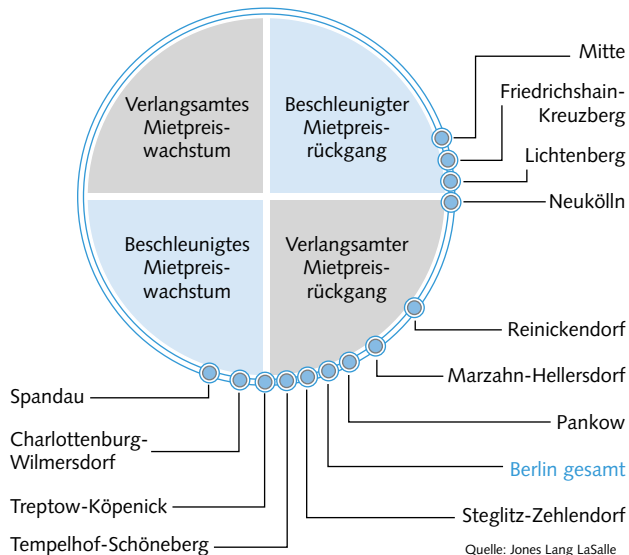 Verlangsamtes
Mietpreis-
wachstum
Beschleunigter
Mietpreis-
rückgang
Beschleunigtes
Mietpreis-
wachstum
Verlangsamter
Mietpreis-
rückgang
Mitte
Friedrichshain-
Kreuzberg
Lichtenberg
Neukölln
Reinickendorf
Marzahn-Hellersdorf
Pankow
Berlin gesamt
Steglitz-Zehlendorf
Spandau
Charlottenburg-
Wilmersdorf
Treptow-Köpenick
Tempelhof-Schöneberg
Quelle: Jones Lang LaSalle